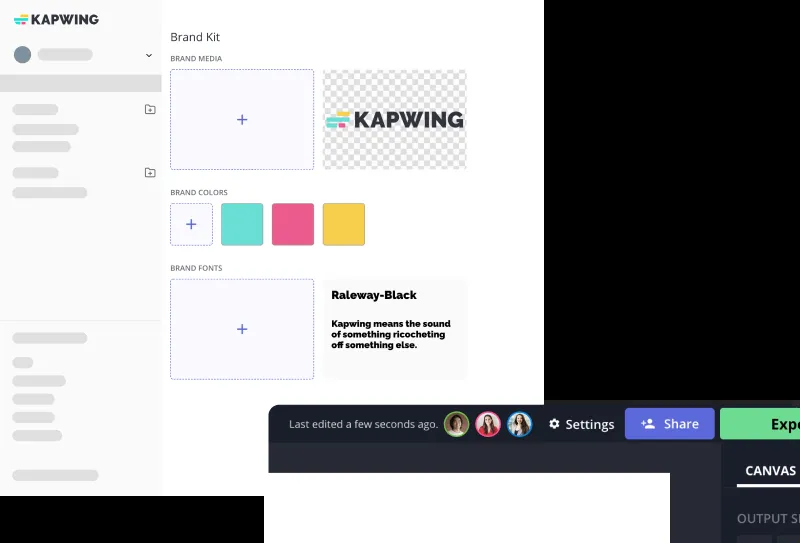 KAPWING
Brand Kit
BRAND MEDIA
KAPWING
BRAND COLORS
BRAND FONTS
Raleway-Black
Kapwing means the sound
of something ricocheting
off something else.
Last edited a few seconds ago.
Settings
Share
Expo
CANVAS
OUTPUT